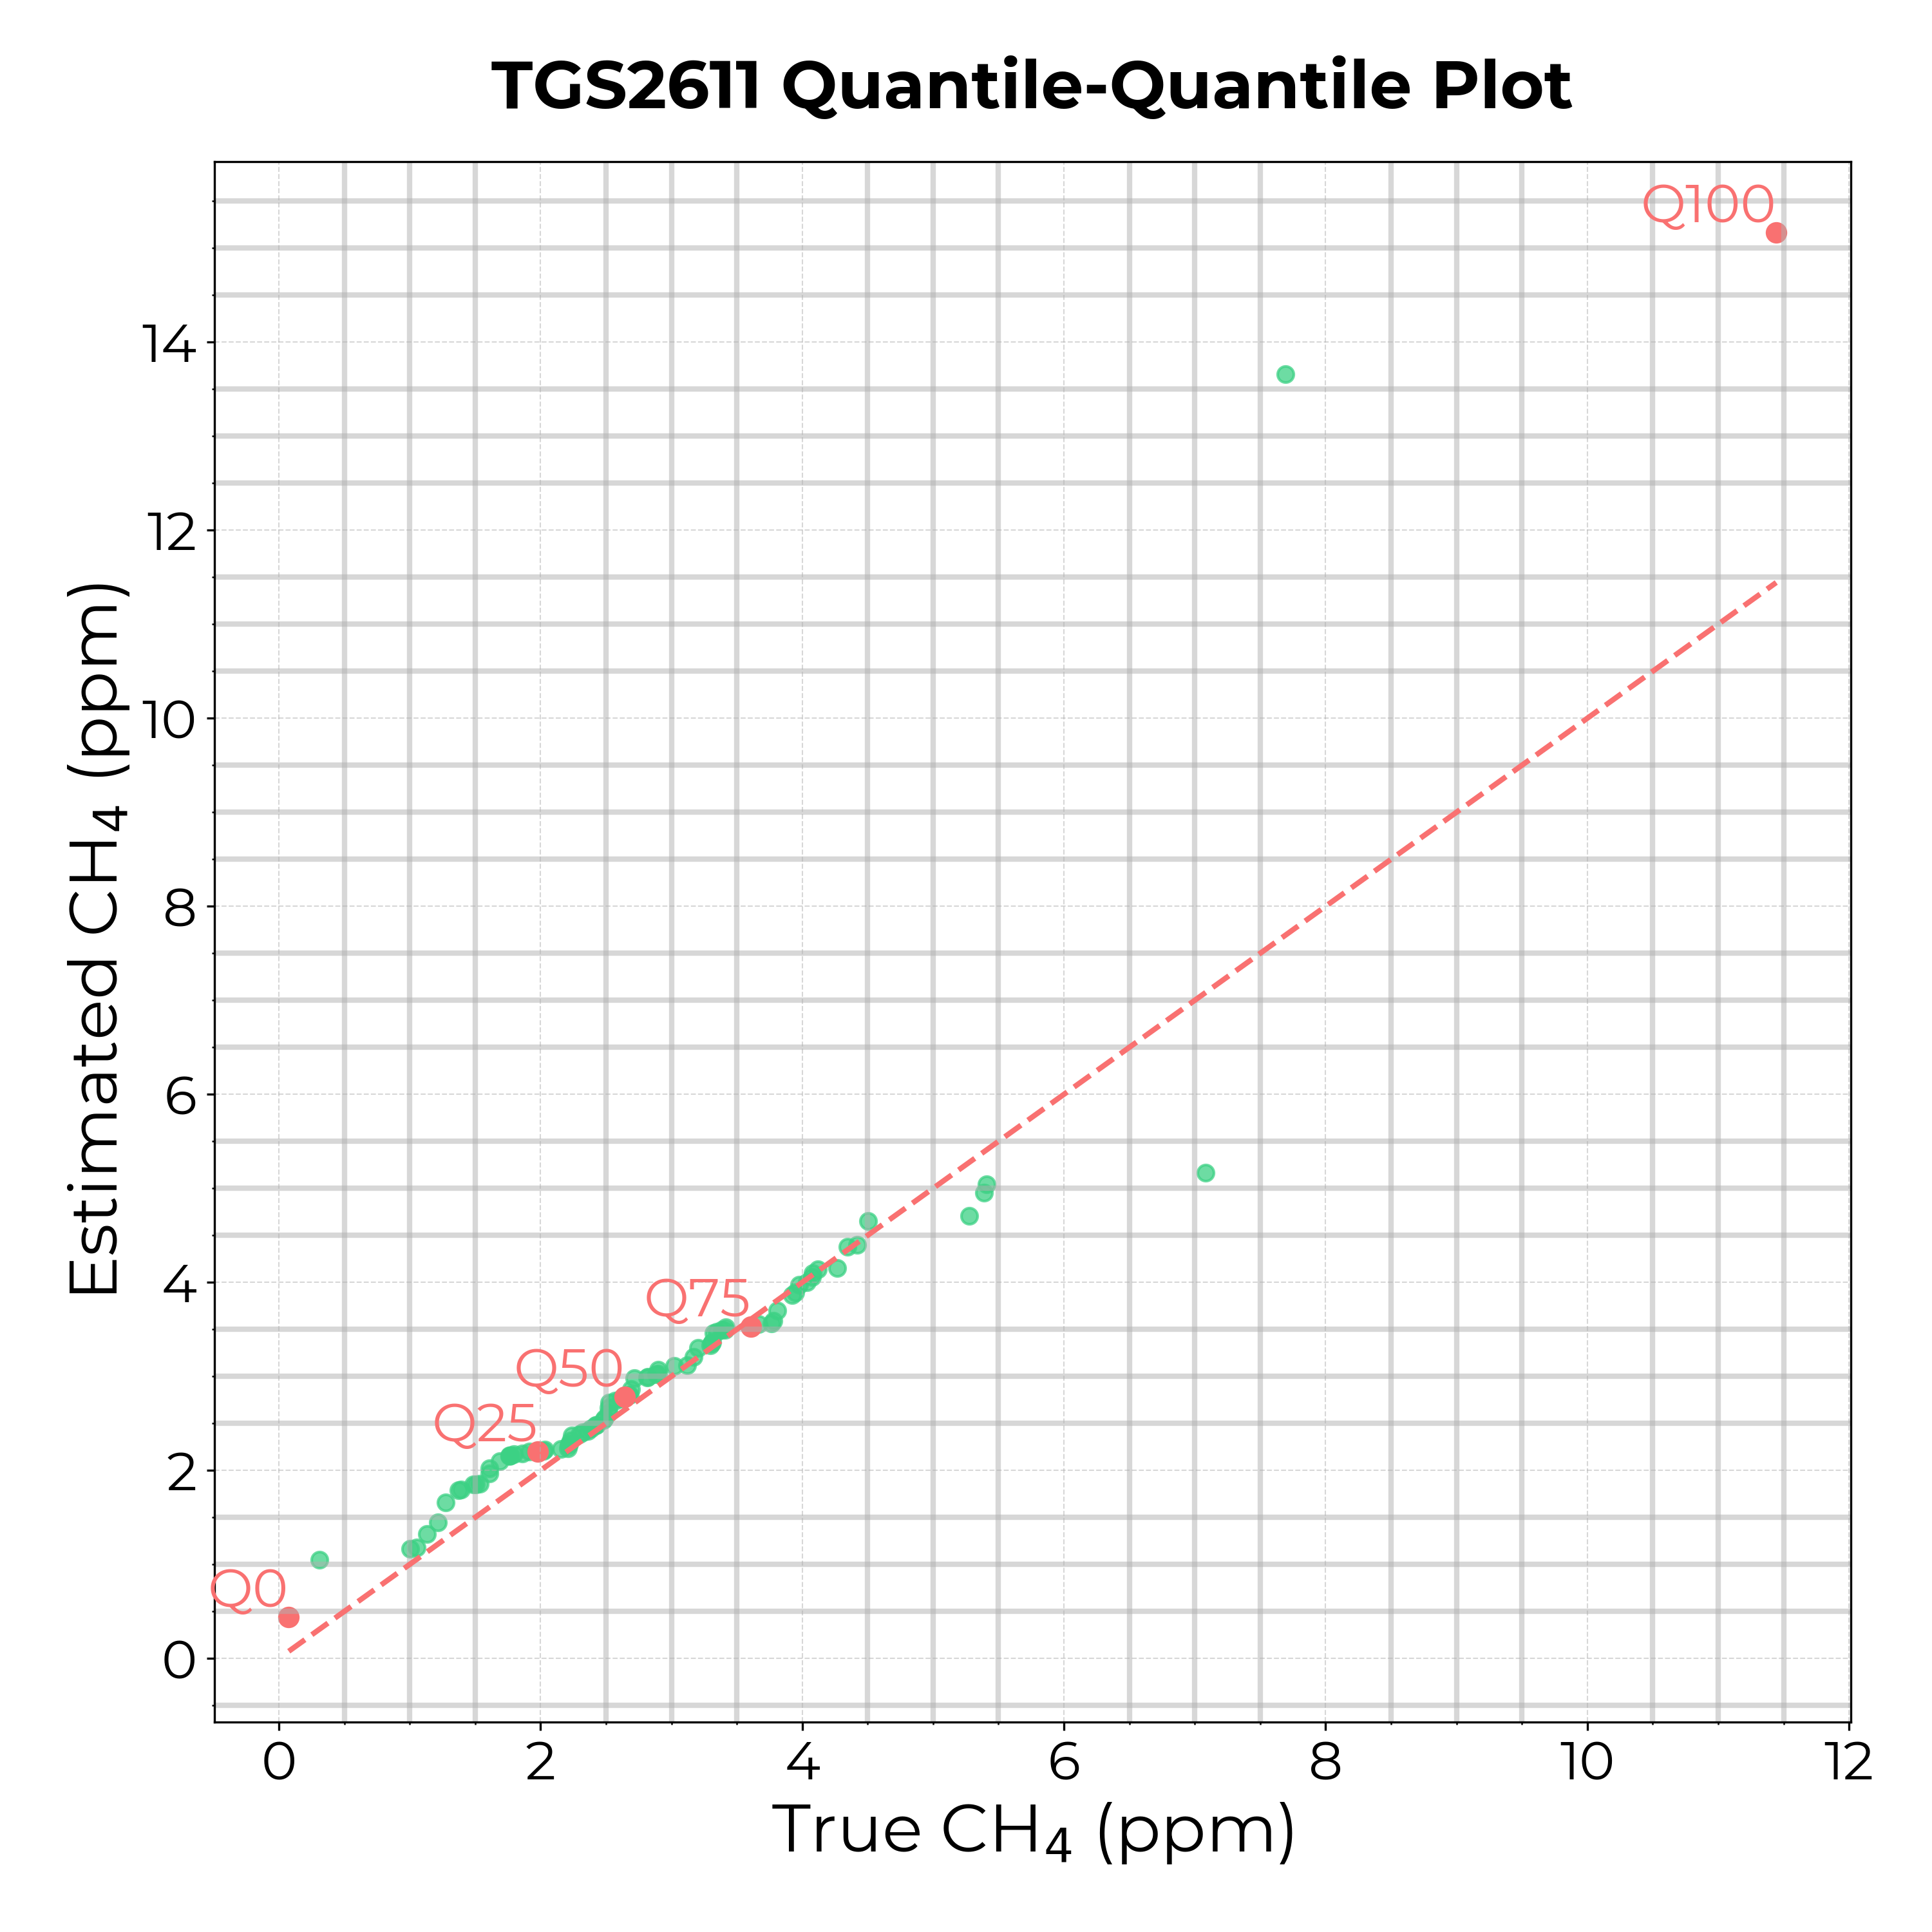 TGS2611 Quantile-Quantile Plot
Q100
14
12
10
8
6
4
2
0
Estimated CH₄ (ppm)
Q75
Q50
Q25
Q0
0 2 4 6 8 10 12
True CH₄ (ppm)